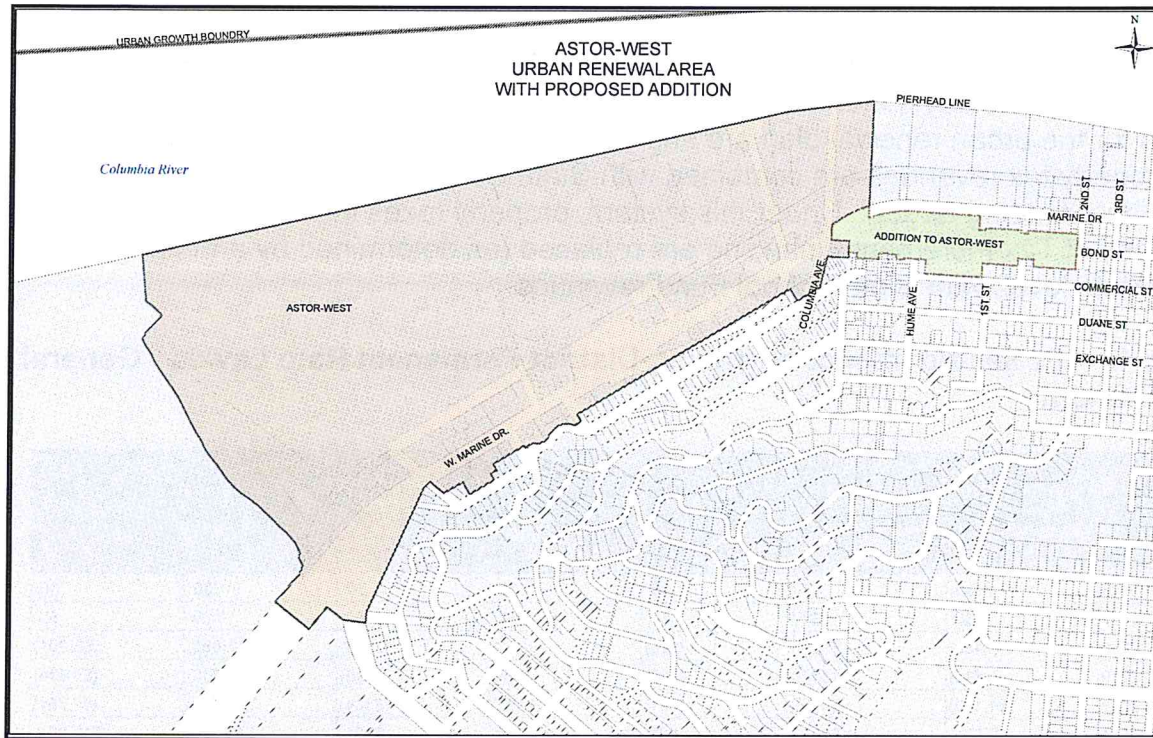 URBAN GROWTH BOUNDRY
N
ASTOR-WEST
URBAN RENEWAL AREA
WITH PROPOSED ADDITION
PIERHEAD LINE
Columbia River
2ND ST
3RD ST
MARINE DR
ADDITION TO ASTOR-WEST
BOND ST
COLUMBIA AVE
HUME AVE
1ST ST
COMMERCIAL ST
ASTOR-WEST
DUANE ST
EXCHANGE ST
W. MARINE DR.